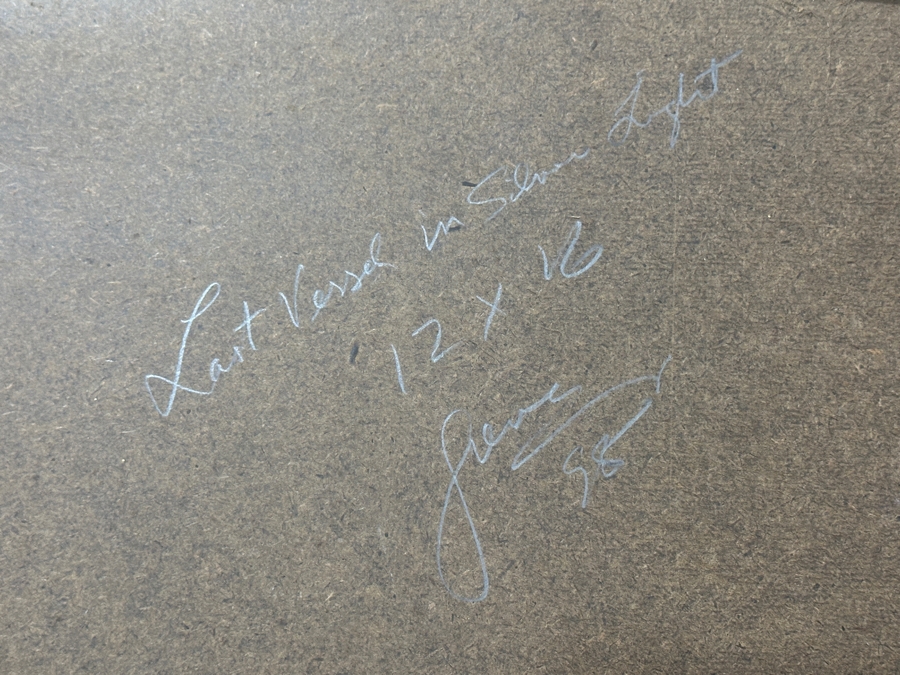 Last Vessel in Silver Light
12 x 16
98